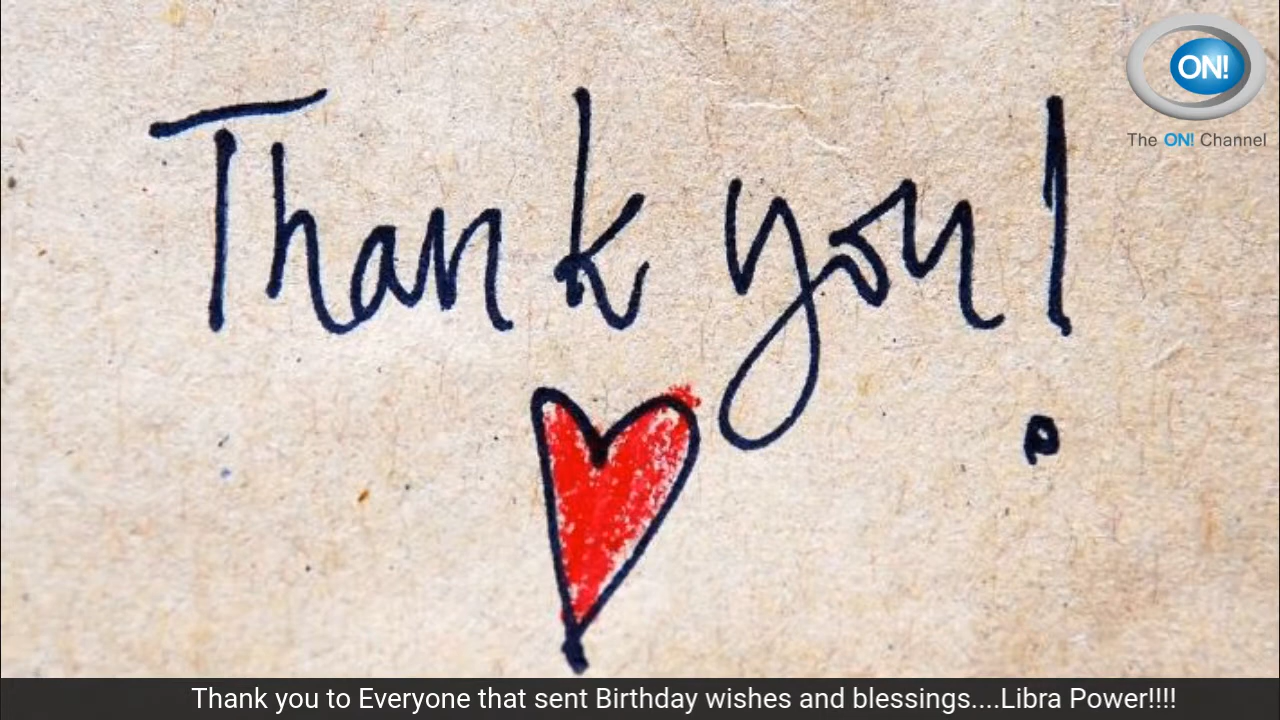 ON!
The ON! Channel
Thank you!
Thank you to Everyone that sent Birthday wishes and blessings....Libra Power!!!!